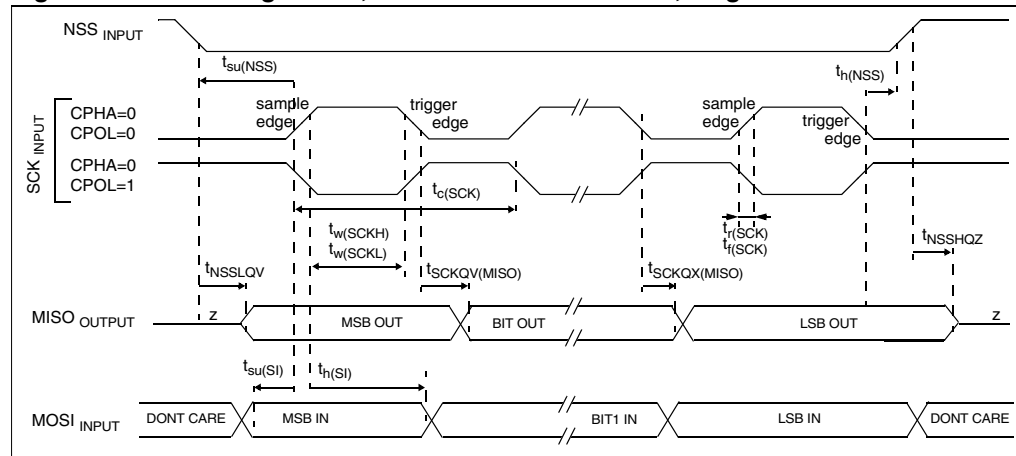 NSS INPUT
tsu(NSS)
th(NSS)
SCK INPUT
CPHA=0
CPOL=0
CPHA=0
CPOL=1
sample
edge
trigger
edge
sample
edge
trigger
edge
tc(SCK)
tw(SCKH)
tw(SCKL)
tr(SCK)
tf(SCK)
tNSSLQV
tSCKQV(MISO)
tSCKQX(MISO)
tNSSHQZ
MISO OUTPUT
z
MSB OUT
BIT OUT
LSB OUT
z
tsu(SI)
th(SI)
MOSI INPUT
DONT CARE
MSB IN
BIT1 IN
LSB IN
DONT CARE